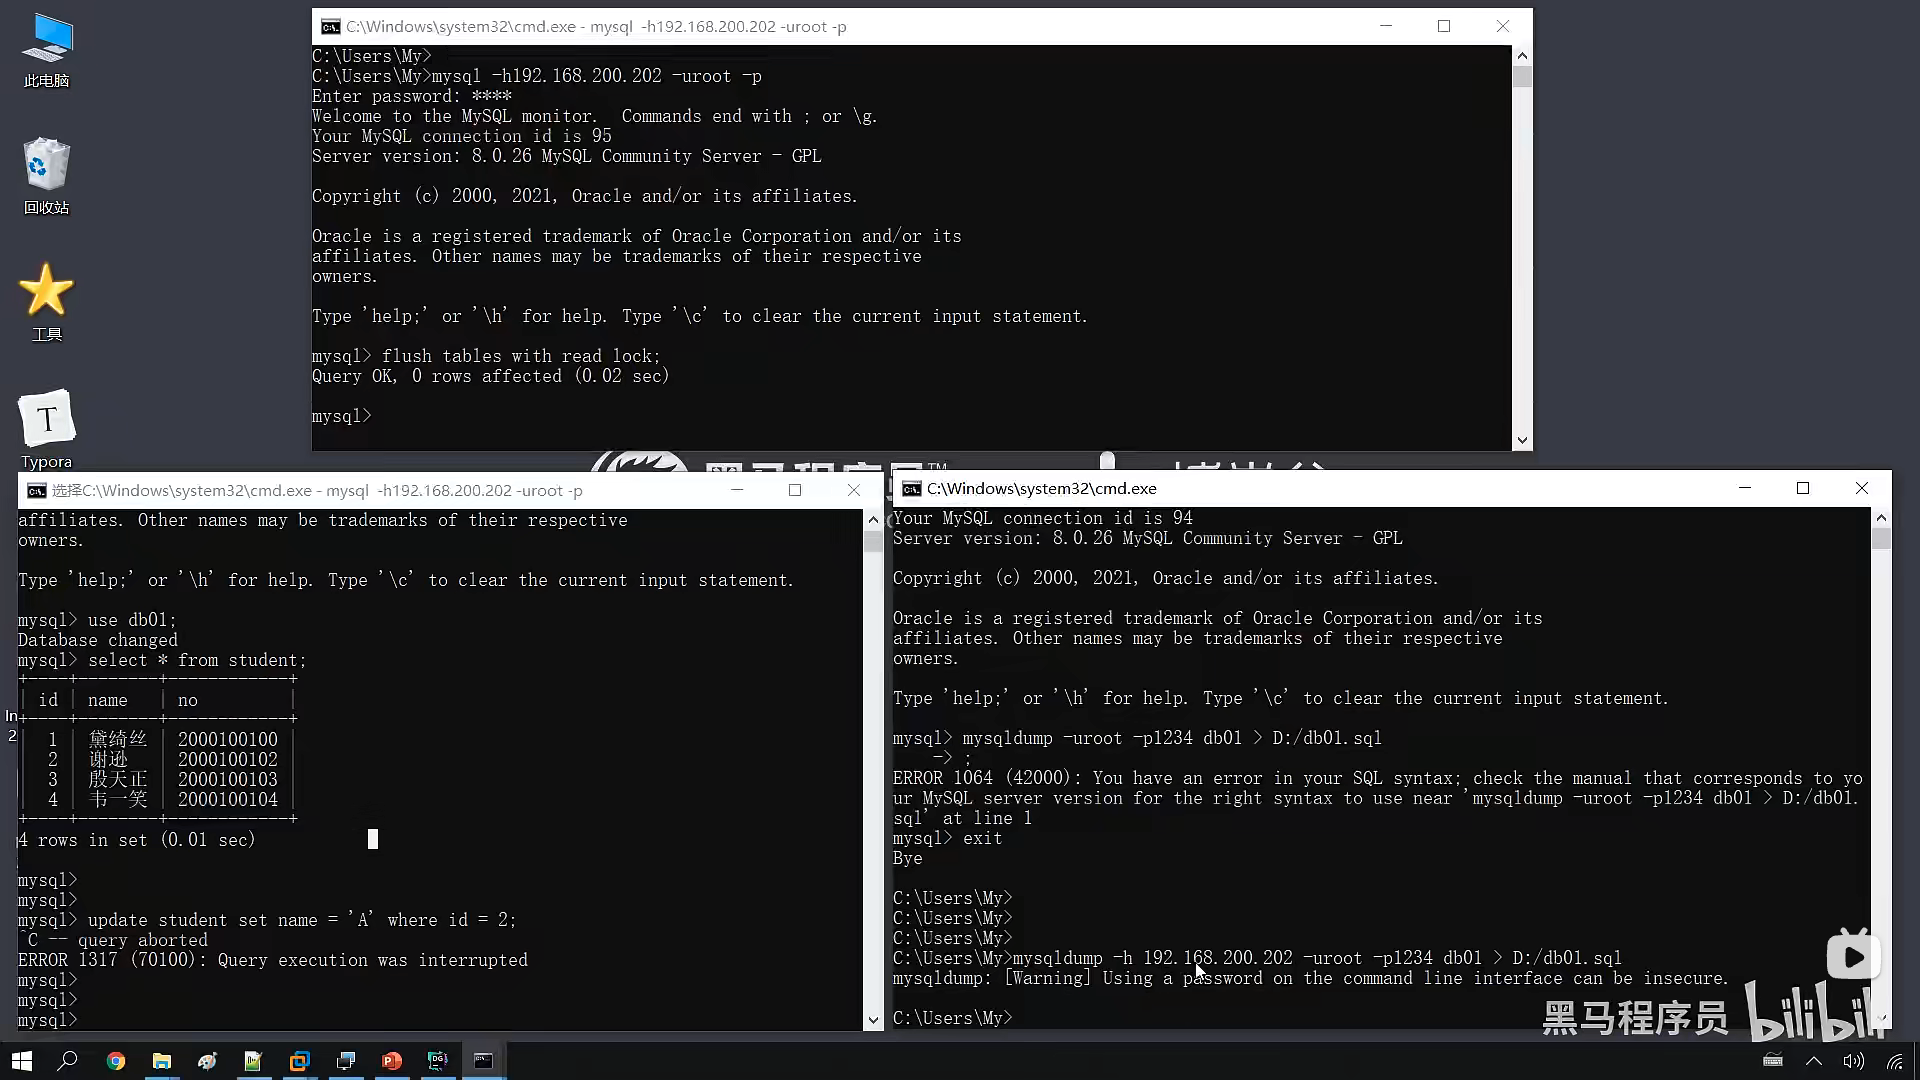 此电脑
回收站
工具
Typora
C:\Windows\system32\cmd.exe - mysql  -h192.168.200.202 -uroot -p
C:\Users\My>
C:\Users\My>mysql -h192.168.200.202 -uroot -p
Enter password: ****
Welcome to the MySQL monitor.  Commands end with ; or \g.
Your MySQL connection id is 95
Server version: 8.0.26 MySQL Community Server - GPL
Copyright (c) 2000, 2021, Oracle and/or its affiliates.
Oracle is a registered trademark of Oracle Corporation and/or its
affiliates. Other names may be trademarks of their respective
owners.
Type 'help;' or '\h' for help. Type '\c' to clear the current input statement.
mysql> flush tables with read lock;
Query OK, 0 rows affected (0.02 sec)
mysql>
选择C:\Windows\system32\cmd.exe - mysql  -h192.168.200.202 -uroot -p
affiliates. Other names may be trademarks of their respective
owners.
Type 'help;' or '\h' for help. Type '\c' to clear the current input statement.
mysql> use db01;
Database changed
mysql> select * from student;
+----+--------+------------+
| id | name   | no         |
+----+--------+------------+
|  1 | 黛绮丝 | 2000100100 |
|  2 | 谢逊   | 2000100102 |
|  3 | 殷天正 | 2000100103 |
|  4 | 韦一笑 | 2000100104 |
+----+--------+------------+
4 rows in set (0.01 sec)
mysql>
mysql>
mysql> update student set name = 'A' where id = 2;
^C -- query aborted
ERROR 1317 (70100): Query execution was interrupted
mysql>
mysql>
mysql>
C:\Windows\system32\cmd.exe
Your MySQL connection id is 94
Server version: 8.0.26 MySQL Community Server - GPL
Copyright (c) 2000, 2021, Oracle and/or its affiliates.
Oracle is a registered trademark of Oracle Corporation and/or its
affiliates. Other names may be trademarks of their respective
owners.
Type 'help;' or '\h' for help. Type '\c' to clear the current input statement.
mysql> mysqldump -uroot -p1234 db01 > D:/db01.sql
    -> ;
ERROR 1064 (42000): You have an error in your SQL syntax; check the manual that corresponds to yo
ur MySQL server version for the right syntax to use near 'mysqldump -uroot -p1234 db01 > D:/db01.
sql' at line 1
mysql> exit
Bye
C:\Users\My>
C:\Users\My>
C:\Users\My>
C:\Users\My>mysqldump -h 192.168.200.202 -uroot -p1234 db01 > D:/db01.sql
mysqldump: [Warning] Using a password on the command line interface can be insecure.
C:\Users\My>
黑马程序员 bilibili